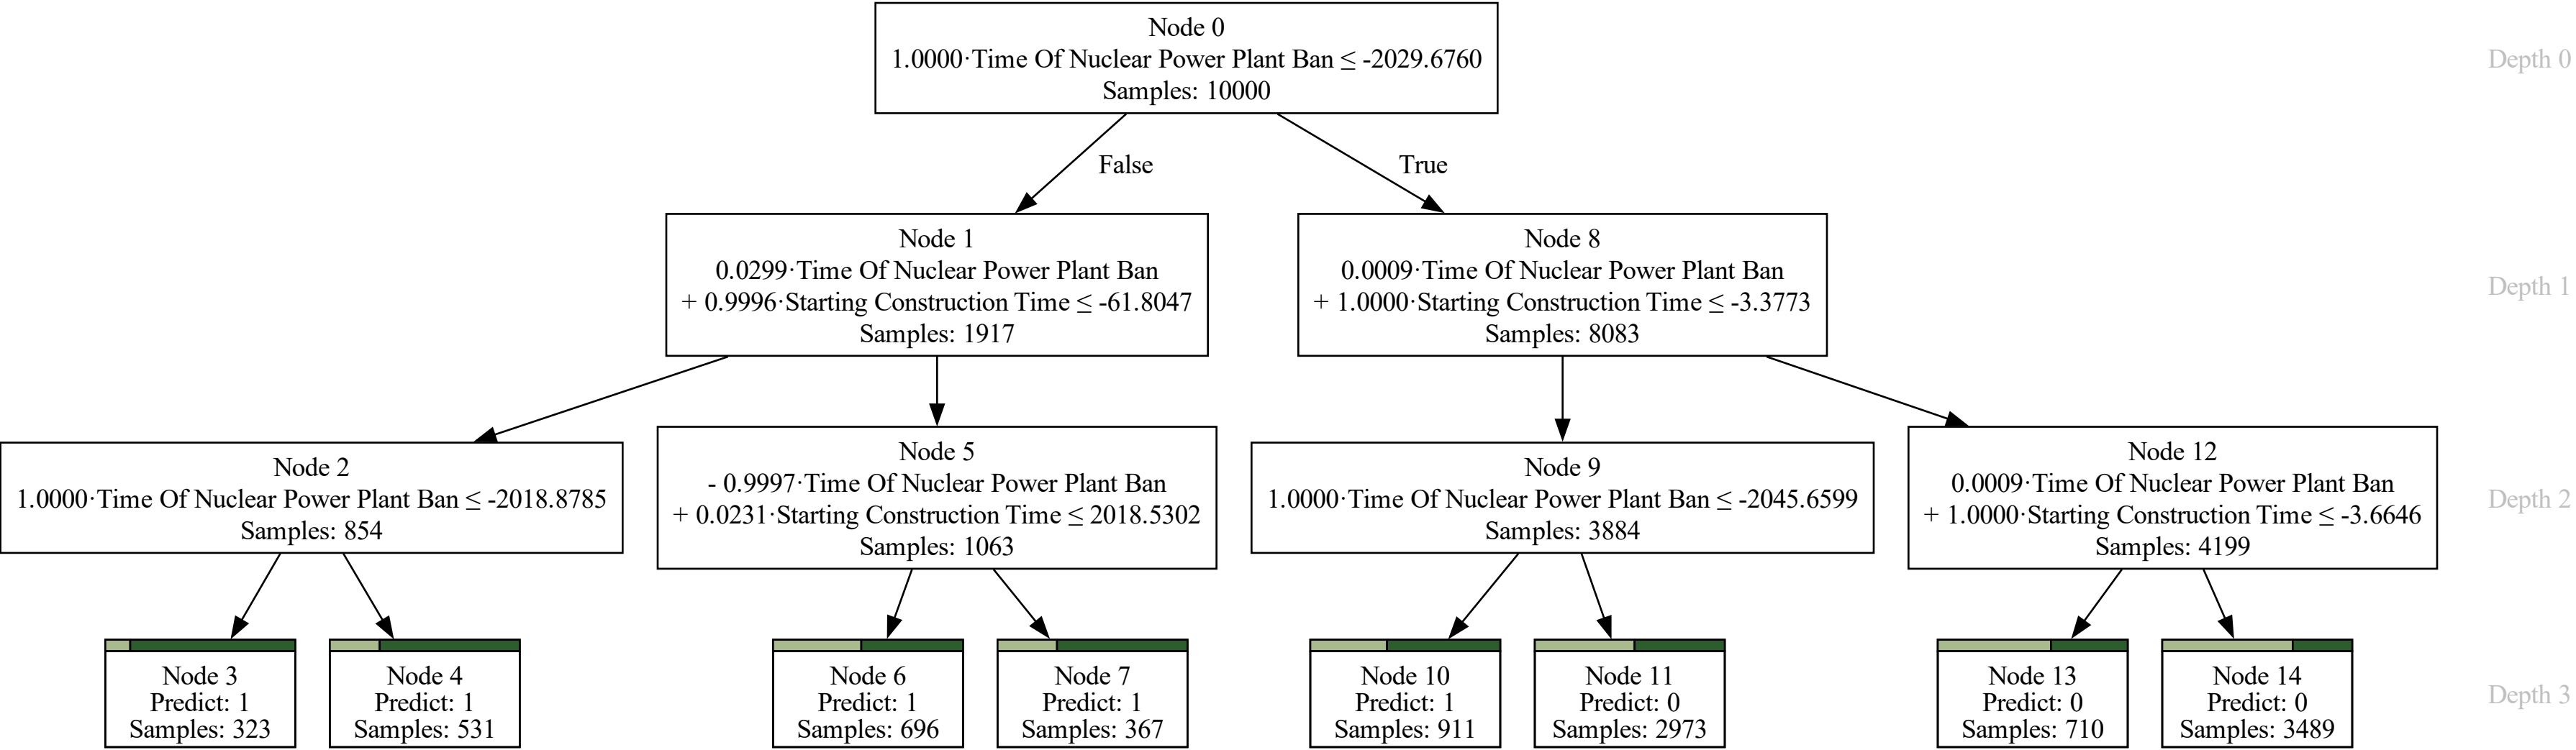 Node 0
1.0000·Time Of Nuclear Power Plant Ban ≤ -2029.6760
Samples: 10000
Depth 0
False
True
Node 1
0.0299·Time Of Nuclear Power Plant Ban
+ 0.9996·Starting Construction Time ≤ -61.8047
Samples: 1917
Node 8
0.0009·Time Of Nuclear Power Plant Ban
+ 1.0000·Starting Construction Time ≤ -3.3773
Samples: 8083
Depth 1
Node 2
1.0000·Time Of Nuclear Power Plant Ban ≤ -2018.8785
Samples: 854
Node 5
- 0.9997·Time Of Nuclear Power Plant Ban
+ 0.0231·Starting Construction Time ≤ 2018.5302
Samples: 1063
Node 9
1.0000·Time Of Nuclear Power Plant Ban ≤ -2045.6599
Samples: 3884
Node 12
0.0009·Time Of Nuclear Power Plant Ban
+ 1.0000·Starting Construction Time ≤ -3.6646
Samples: 4199
Depth 2
Node 3
Predict: 1
Samples: 323
Node 4
Predict: 1
Samples: 531
Node 6
Predict: 1
Samples: 696
Node 7
Predict: 1
Samples: 367
Node 10
Predict: 1
Samples: 911
Node 11
Predict: 0
Samples: 2973
Node 13
Predict: 0
Samples: 710
Node 14
Predict: 0
Samples: 3489
Depth 3